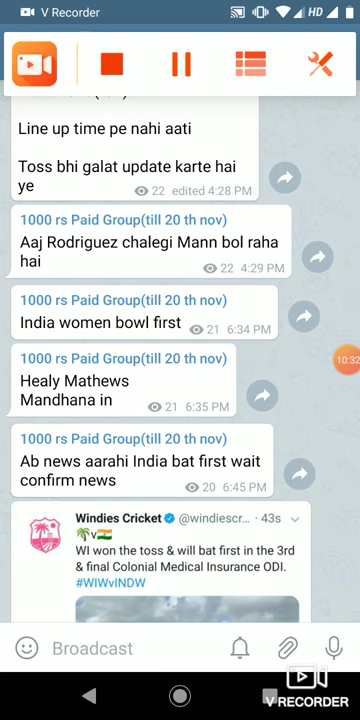 V Recorder
HD
Line up time pe nahi aati
Toss bhi galat update karte hai
ye
22 edited 4:28 PM
1000 rs Paid Group(till 20 th nov)
Aaj Rodriguez chalegi Mann bol raha
hai
22 4:29 PM
1000 rs Paid Group(till 20 th nov)
India women bowl first
21 6:34 PM
10:32
1000 rs Paid Group(till 20 th nov)
Healy Mathews
Mandhana in
21 6:35 PM
1000 rs Paid Group(till 20 th nov)
Ab news aarahi India bat first wait
confirm news
20 6:45 PM
Windies Cricket @windiescr... · 43s
🌴v🇮🇳
WI won the toss & will bat first in the 3rd
& final Colonial Medical Insurance ODI.
#WIWvINDW
Broadcast
V RECORDER